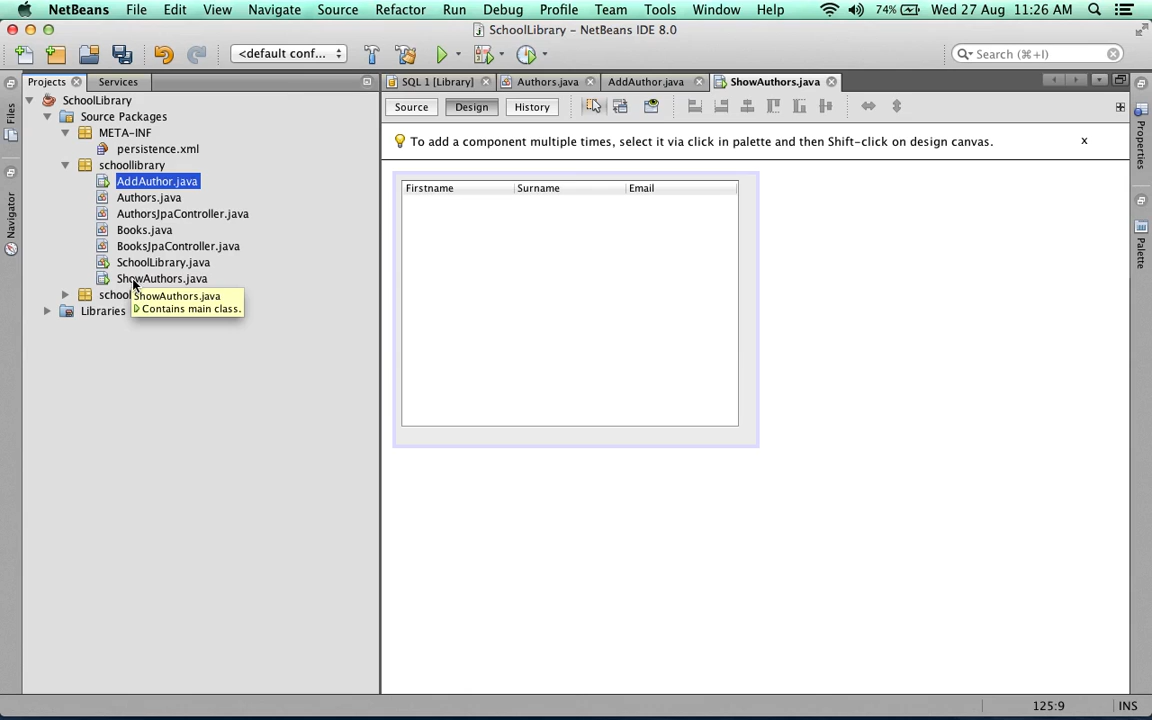 NetBeans File Edit View Navigate Source Refactor Run Debug Profile Team Tools Window Help 74% Wed 27 Aug 11:26 AM
SchoolLibrary – NetBeans IDE 8.0
<default conf... Search (⌘+I)
Projects Services
SQL 1 [Library] Authors.java AddAuthor.java ShowAuthors.java
Source Design History
To add a component multiple times, select it via click in palette and then Shift-click on design canvas. x
Firstname Surname Email
SchoolLibrary
Source Packages
META-INF
persistence.xml
schoollibrary
AddAuthor.java
Authors.java
AuthorsJpaController.java
Books.java
BooksJpaController.java
SchoolLibrary.java
ShowAuthors.java
school
Libraries
ShowAuthors.java
Contains main class.
Files
Navigator
Properties
Palette
125:9 INS